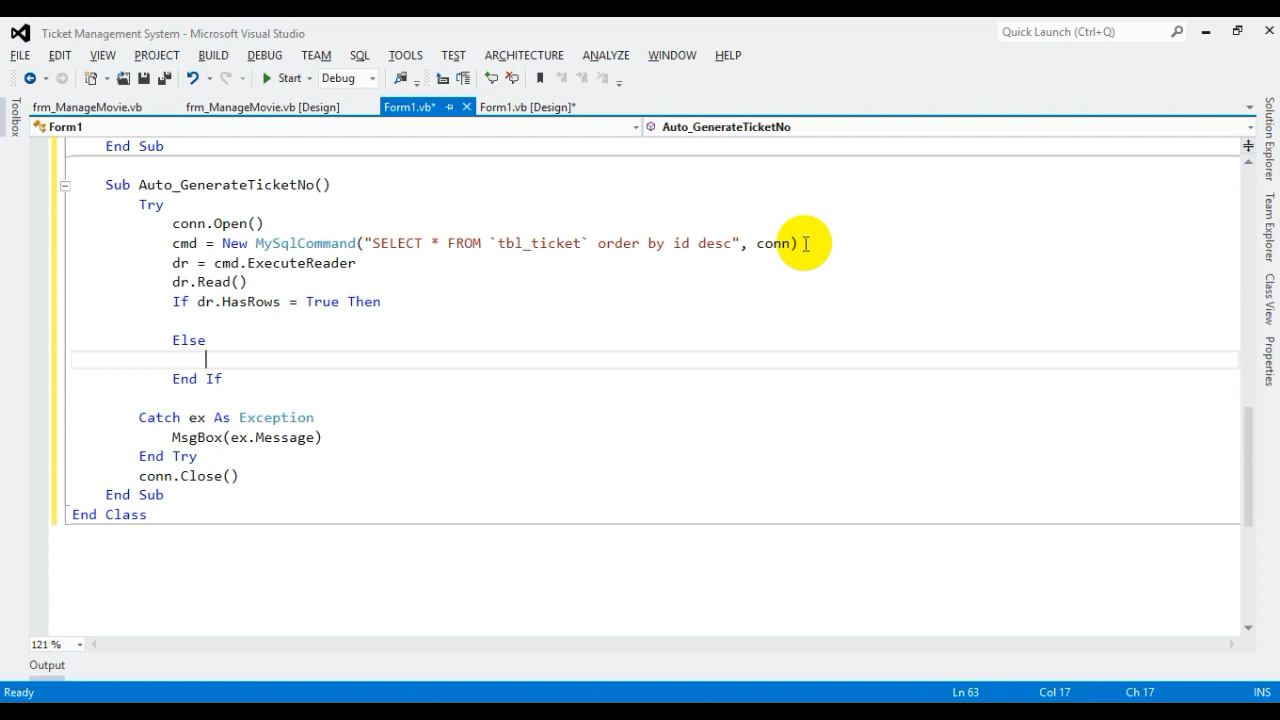 Ticket Management System - Microsoft Visual Studio
Quick Launch (Ctrl+Q)
FILE EDIT VIEW PROJECT BUILD DEBUG TEAM SQL TOOLS TEST ARCHITECTURE ANALYZE WINDOW HELP
Start Debug
frm_ManageMovie.vb frm_ManageMovie.vb [Design] Form1.vb* Form1.vb [Design]*
Form1 Auto_GenerateTicketNo
Toolbox
End Sub
Sub Auto_GenerateTicketNo()
Try
conn.Open()
cmd = New MySqlCommand("SELECT * FROM `tbl_ticket` order by id desc", conn)
dr = cmd.ExecuteReader
dr.Read()
If dr.HasRows = True Then
Else
End If
Catch ex As Exception
MsgBox(ex.Message)
End Try
conn.Close()
End Sub
End Class
Solution Explorer
Team Explorer
Class View
Properties
121 %
Output
Ready Ln 63 Col 17 Ch 17 INS